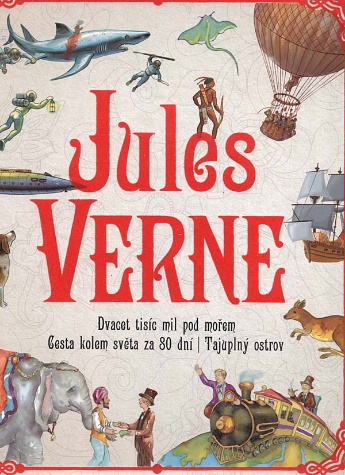 Jules
VERNE
Dvacet tisíc mil pod mořem
Cesta kolem světa za 80 dní | Tajuplný ostrov